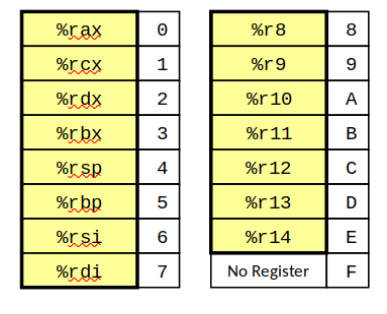 %rax 0
%rcx 1
%rdx 2
%rbx 3
%rsp 4
%rbp 5
%rsi 6
%rdi 7
%r8 8
%r9 9
%r10 A
%r11 B
%r12 C
%r13 D
%r14 E
No Register F